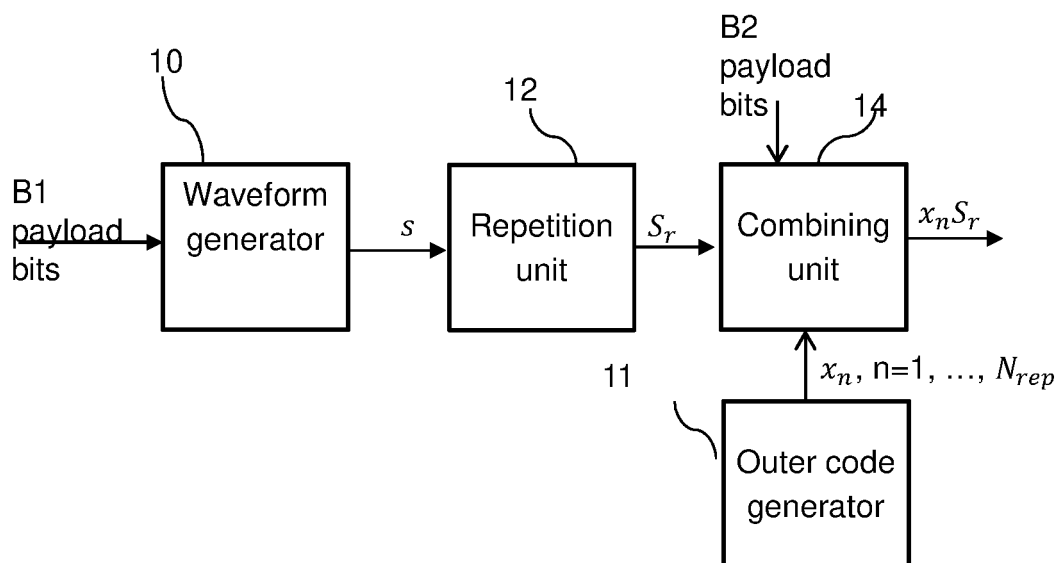 10
Waveform
generator
B1
payload
bits
s
12
Repetition
unit
S_r
B2
payload
bits
14
Combining
unit
x_n S_r
x_n, n=1, ..., N_rep
11
Outer code
generator